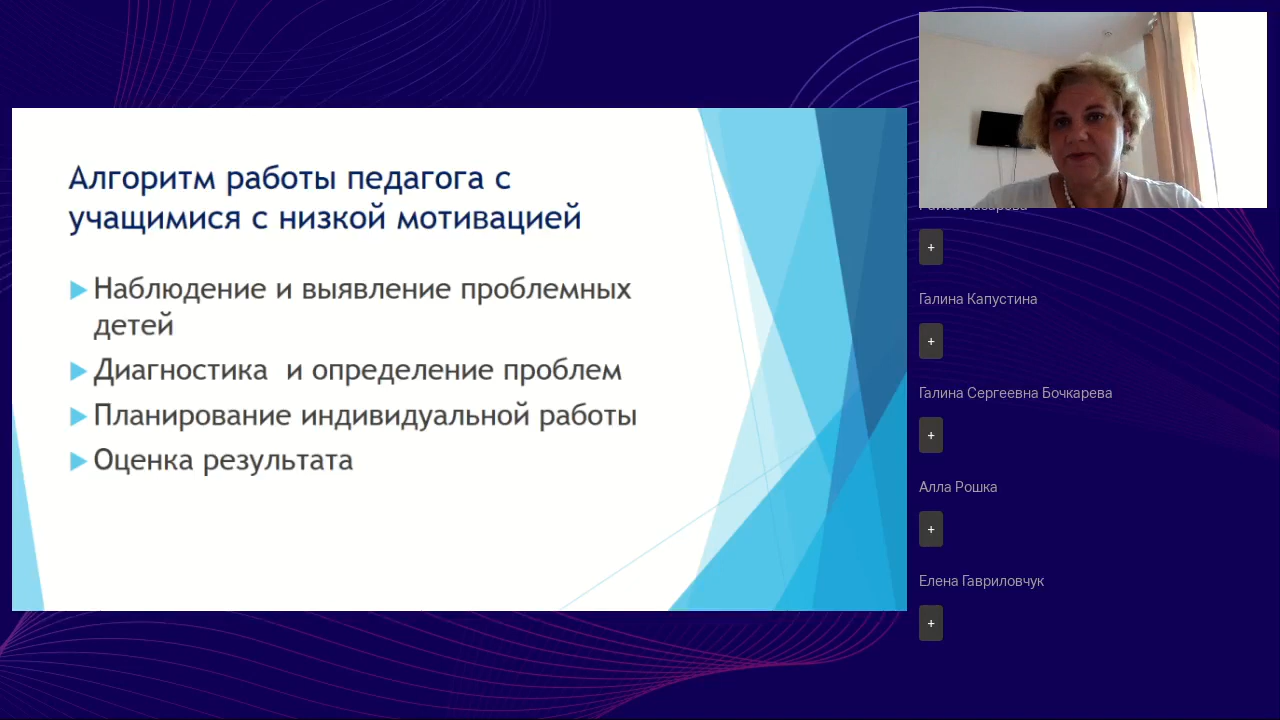 Алгоритм работы педагога с
учащимися с низкой мотивацией
Наблюдение и выявление проблемных
детей
Диагностика и определение проблем
Планирование индивидуальной работы
Оценка результата
+
Галина Капустина
+
Галина Сергеевна Бочкарева
+
Алла Рошка
+
Елена Гавриловчук
+